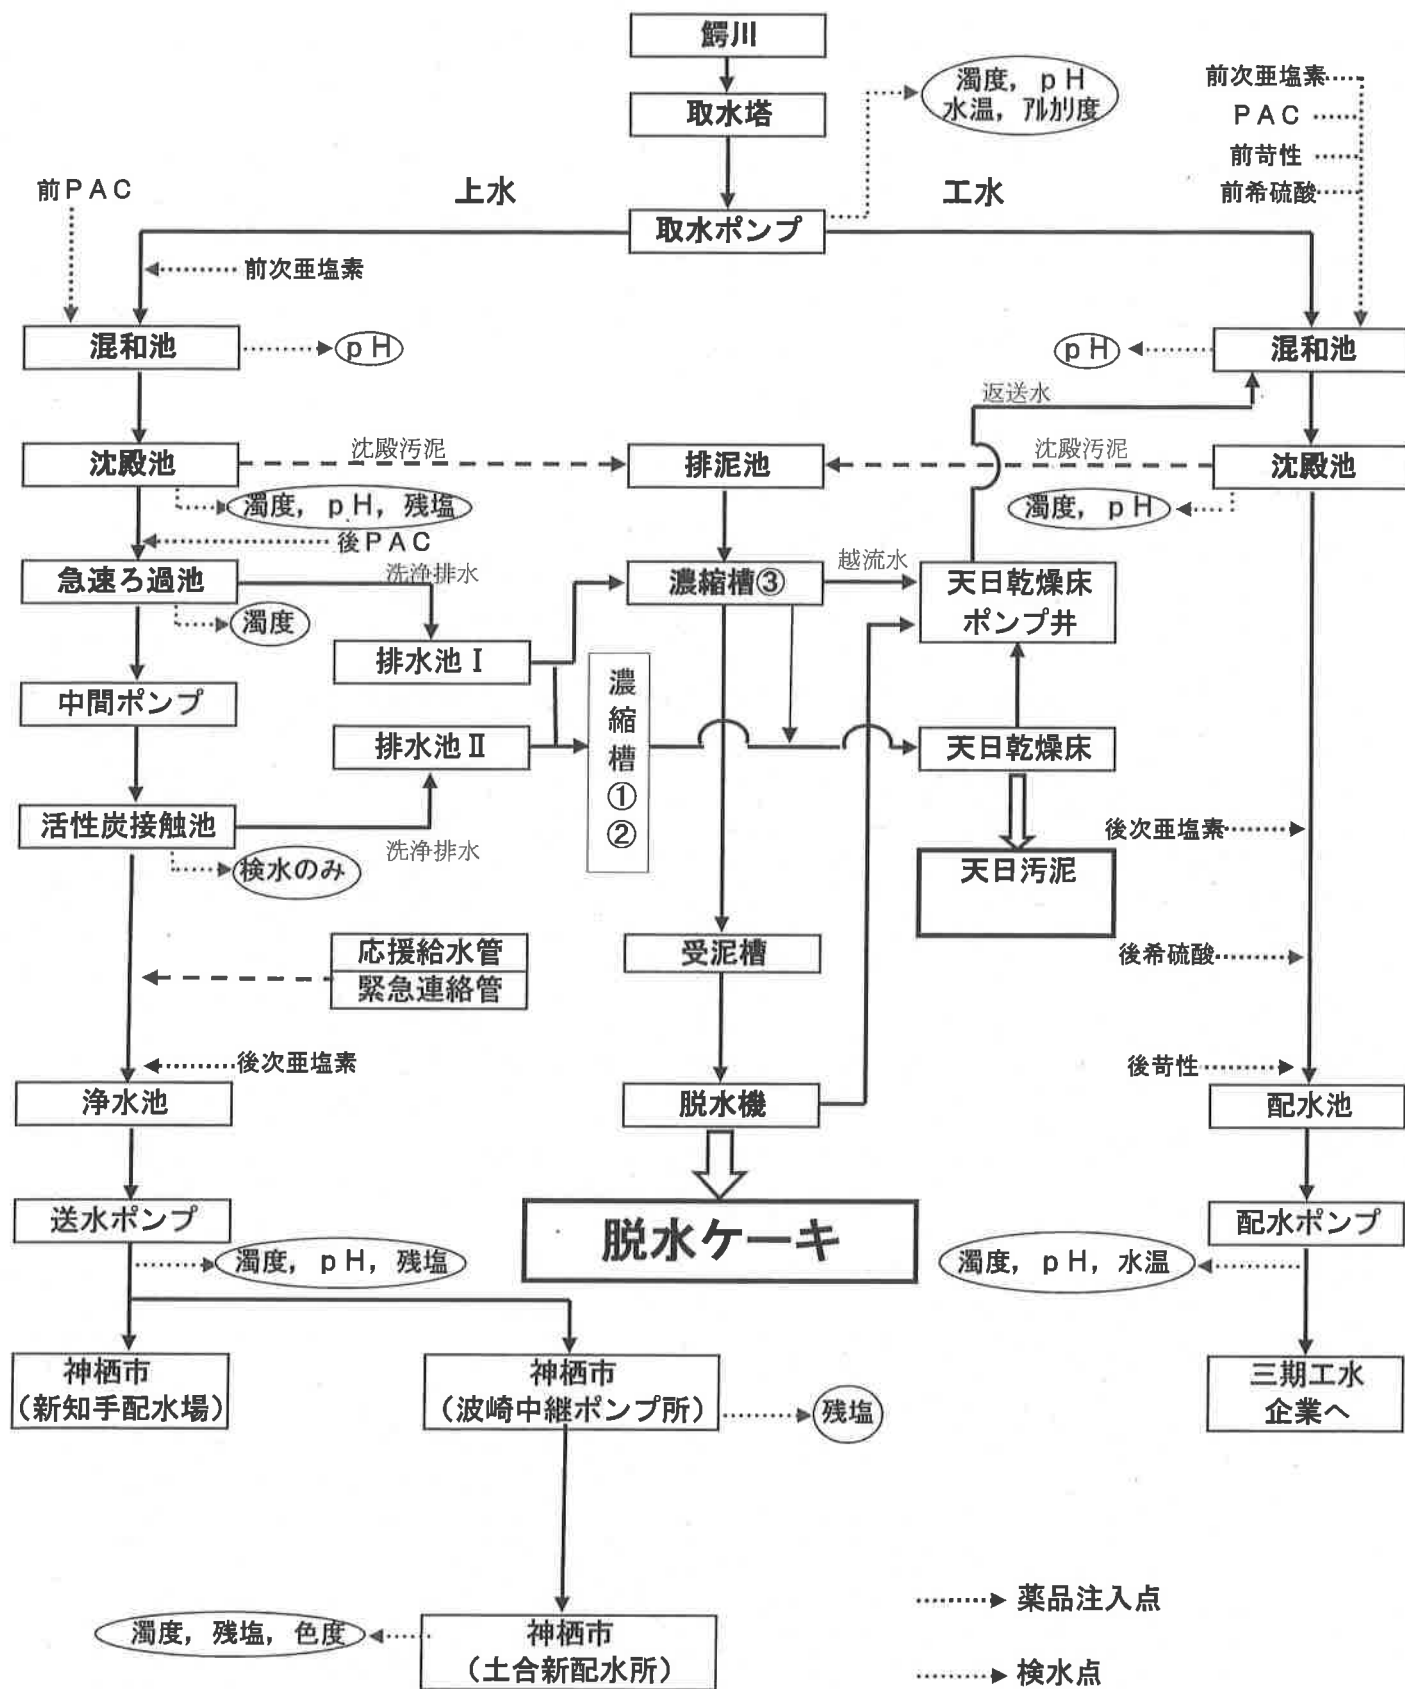 鰐川
取水塔
濁度，ｐＨ
水温，ｱﾙｶﾘ度
前次亜塩素
ＰＡＣ
前苛性
前希硫酸
前ＰＡＣ
上水
取水ポンプ
工水
前次亜塩素
混和池
ｐＨ
ｐＨ
混和池
返送水
沈殿池
沈殿汚泥
排泥池
沈殿汚泥
沈殿池
濁度，ｐＨ，残塩
濁度，ｐＨ
後ＰＡＣ
急速ろ過池
洗浄排水
濃縮槽③
越流水
天日乾燥床
ポンプ井
濁度
排水池Ⅰ
濃縮槽①②
中間ポンプ
排水池Ⅱ
天日乾燥床
活性炭接触池
洗浄排水
後次亜塩素
検水のみ
天日汚泥
応援給水管
緊急連絡管
受泥槽
後希硫酸
後次亜塩素
後苛性
浄水池
脱水機
配水池
送水ポンプ
脱水ケーキ
配水ポンプ
濁度，ｐＨ，残塩
濁度，ｐＨ，水温
神栖市
（新知手配水場）
神栖市
（波崎中継ポンプ所）
残塩
三期工水
企業へ
薬品注入点
濁度，残塩，色度
神栖市
（土合新配水所）
検水点